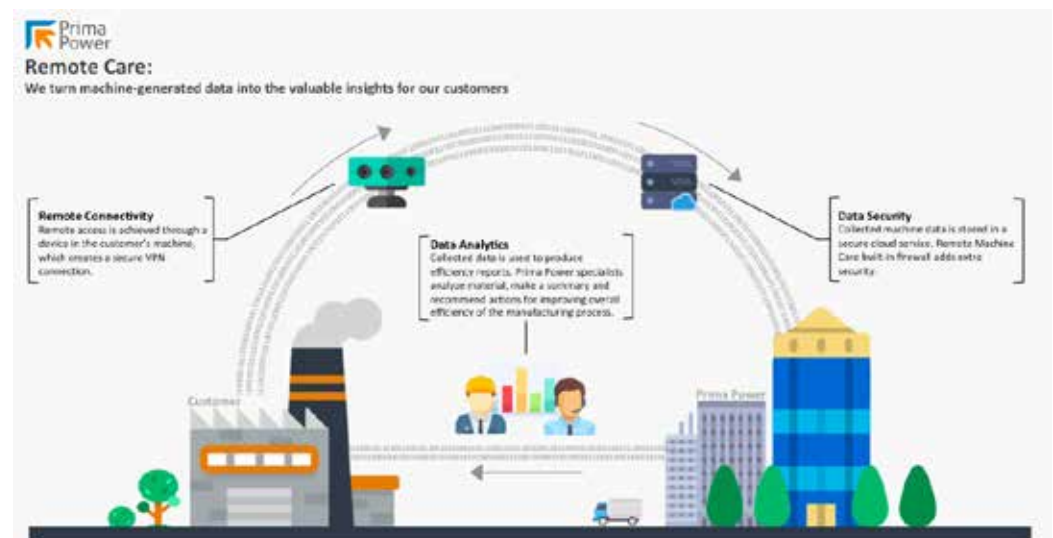 Prima
Power
Remote Care:
We turn machine-generated data into the valuable insights for our customers
Remote Connectivity
Remote access is achieved through a
device in the customer's machine,
which creates a secure VPN
connection.
Data Analytics
Collected data is used to produce
efficiency reports. Prima Power specialists
analyze material, make a summary and
recommend actions for improving overall
efficiency of the manufacturing process.
Data Security
Collected machine data is stored in a
secure cloud service. Remote Machine
Care built-in firewall adds extra
security.
Customer
Prima Power